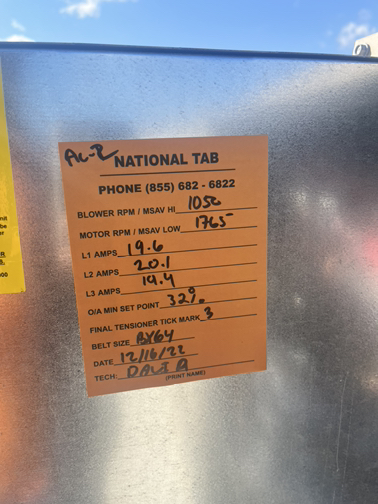 AC-2
NATIONAL TAB
PHONE (855) 682 - 6822
BLOWER RPM / MSAV HI 1050
MOTOR RPM / MSAV LOW 1765
L1 AMPS 19.6
L2 AMPS 20.1
L3 AMPS 19.4
O/A MIN SET POINT 32%
FINAL TENSIONER TICK MARK 3
BELT SIZE BX64
DATE 12/16/22
TECH:
(PRINT NAME)